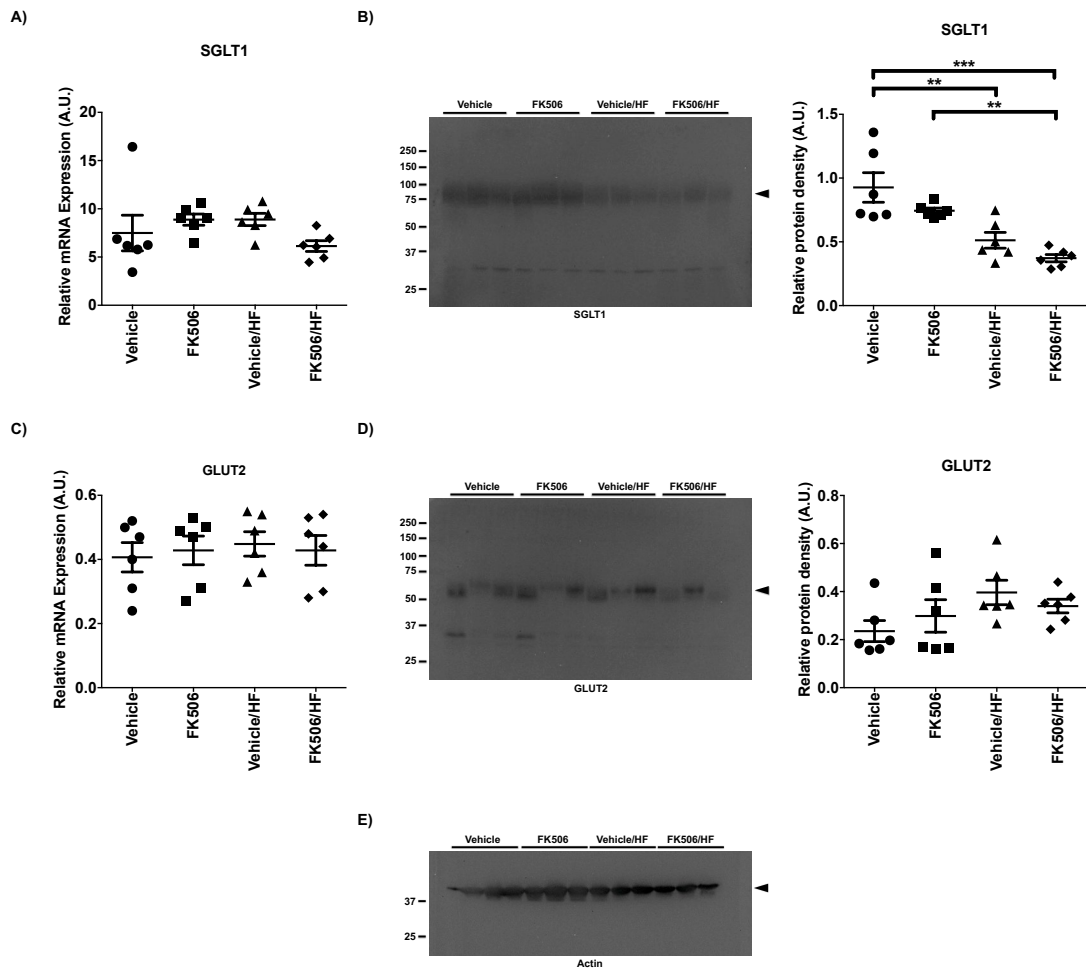 A)
SGLT1
Relative mRNA Expression (A.U.)
20
15
10
5
0
Vehicle
FK506
Vehicle/HF
FK506/HF
B)
Vehicle FK506 Vehicle/HF FK506/HF
250
150
100
75
50
37
25
SGLT1
SGLT1
***
**
**
Relative protein density (A.U.)
1.5
1.0
0.5
0.0
Vehicle
FK506
Vehicle/HF
FK506/HF
C)
GLUT2
Relative mRNA Expression (A.U.)
0.6
0.4
0.2
0.0
Vehicle
FK506
Vehicle/HF
FK506/HF
D)
Vehicle FK506 Vehicle/HF FK506/HF
250
150
100
75
50
37
25
GLUT2
GLUT2
Relative protein density (A.U.)
0.8
0.6
0.4
0.2
0.0
Vehicle
FK506
Vehicle/HF
FK506/HF
E)
Vehicle FK506 Vehicle/HF FK506/HF
37
25
Actin